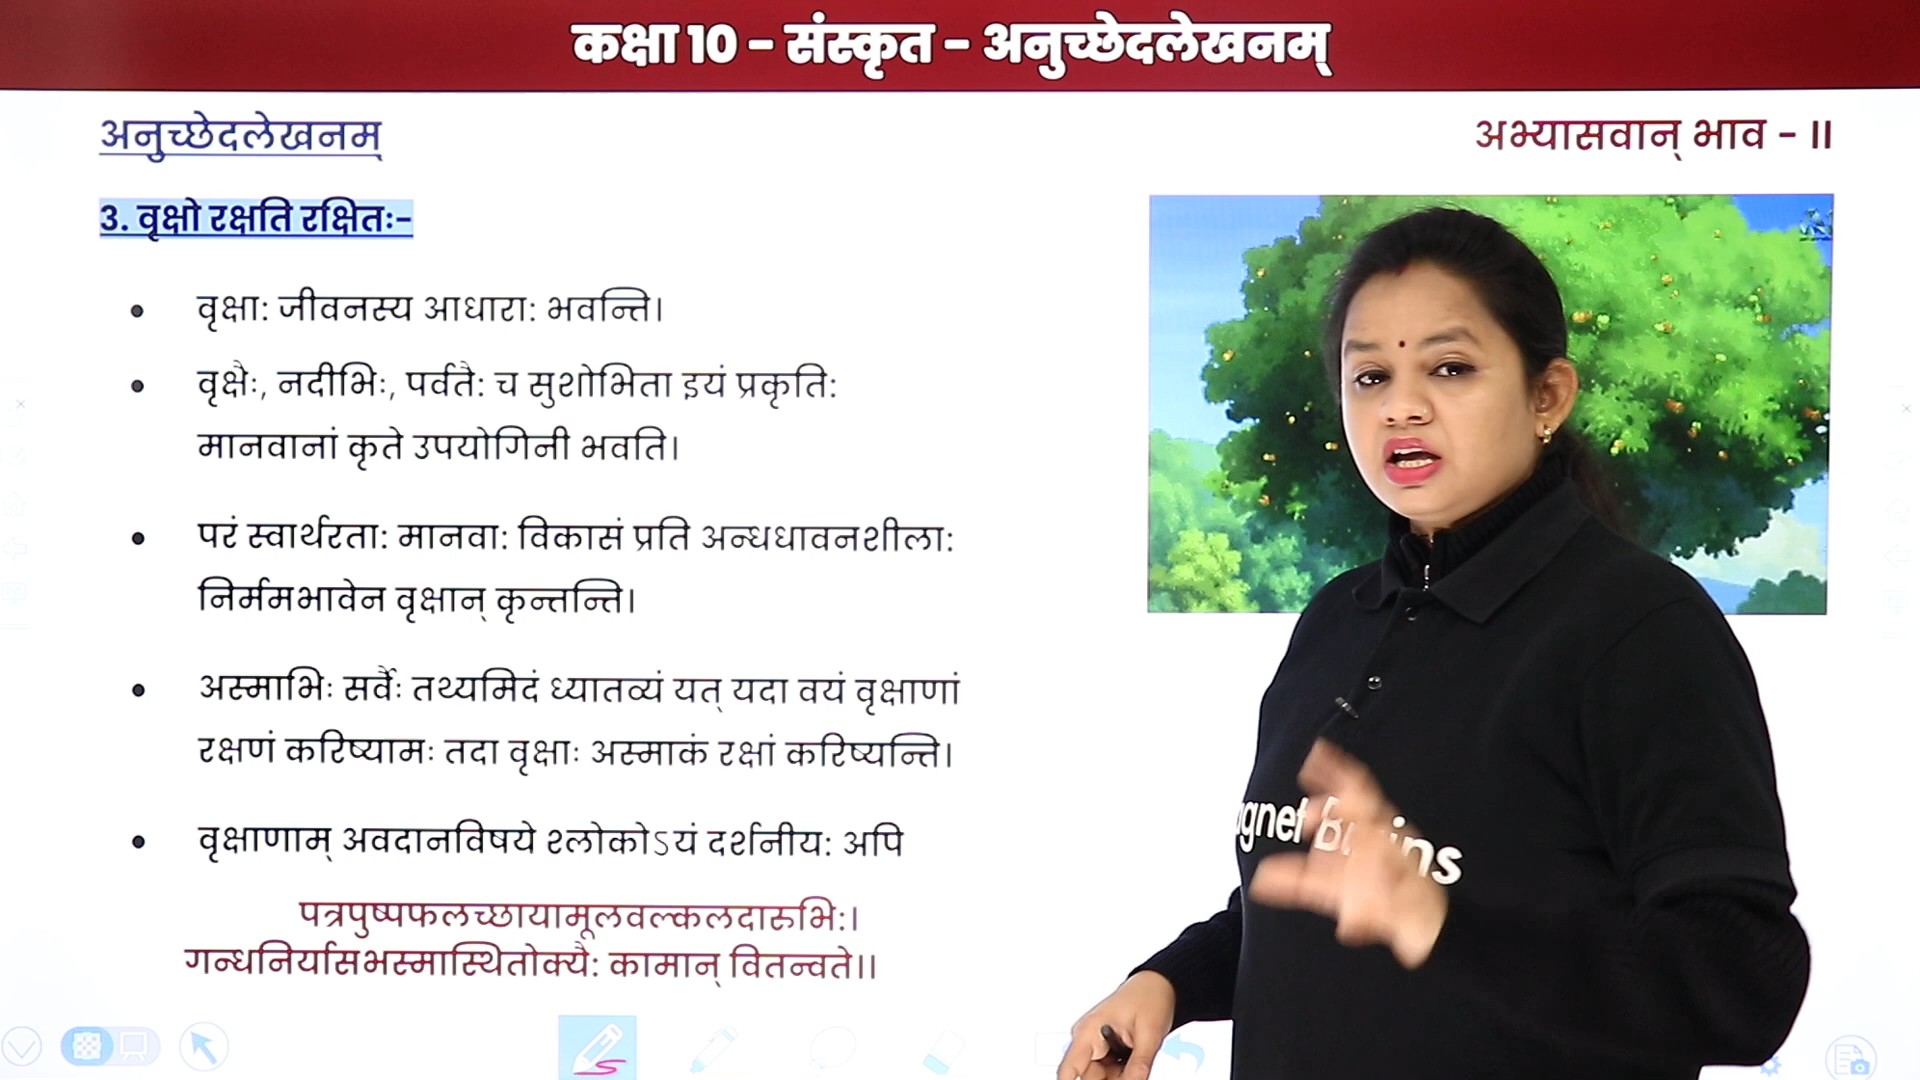 कक्षा 10 – संस्कृत – अनुच्छेदलेखनम्
अनुच्छेदलेखनम्
अभ्यासवान् भाव - II
3. वृक्षो रक्षति रक्षितः-
• वृक्षा: जीवनस्य आधारा: भवन्ति।
• वृक्षैः, नदीभिः, पर्वतै: च सुशोभिता इयं प्रकृति:
मानवानां कृते उपयोगिनी भवति।
• परं स्वार्थरता: मानवा: विकासं प्रति अन्धधावनशीला:
निर्ममभावेन वृक्षान् कृन्तन्ति।
• अस्माभिः सर्वैः तथ्यमिदं ध्यातव्यं यत् यदा वयं वृक्षाणां
रक्षणं करिष्यामः तदा वृक्षाः अस्माकं रक्षां करिष्यन्ति।
• वृक्षाणाम् अवदानविषये श्लोकोऽयं दर्शनीय: अपि
पत्रपुष्पफलच्छायामूलवल्कलदारुभि:।
गन्धनिर्यासभस्मास्थितोक्यै: कामान् वितन्वते।।